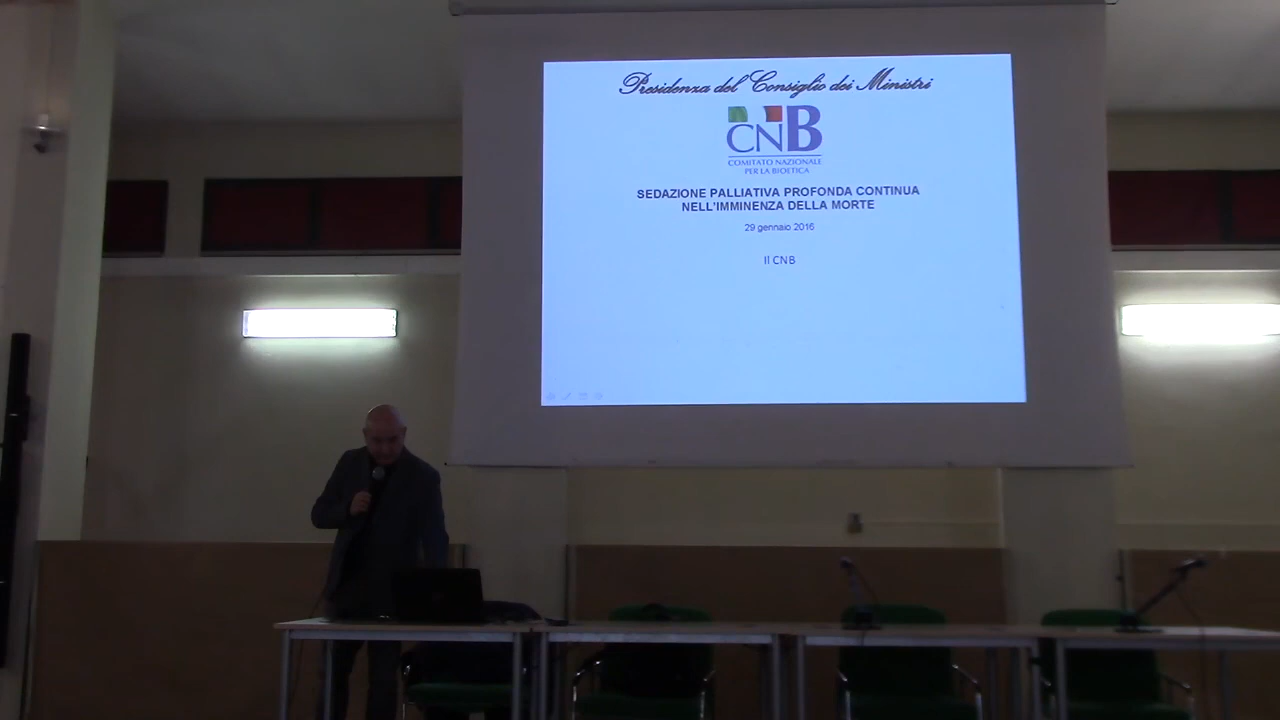 Presidenza del Consiglio dei Ministri
CNB
COMITATO NAZIONALE
PER LA BIOETICA
SEDAZIONE PALLIATIVA PROFONDA CONTINUA
NELL'IMMINENZA DELLA MORTE
29 gennaio 2016
Il CNB